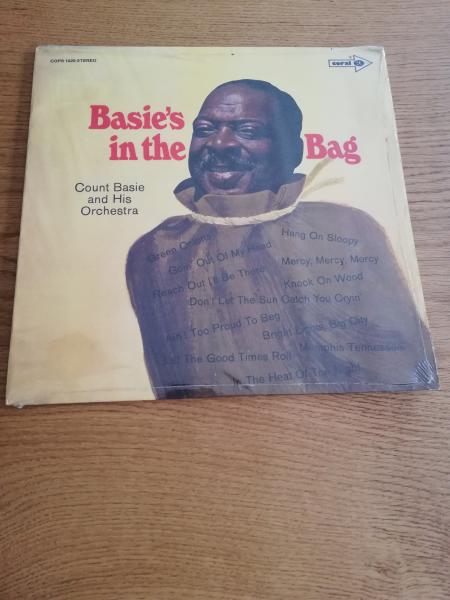 COPS 1626·STEREO
coral
Basie's
in the
Bag
Count Basie
and His
Orchestra
Green Onions
Hang On Sloopy
Goin' Out Of My Head
Mercy, Mercy, Mercy
Reach Out I'll Be There
Knock On Wood
Don't Let The Sun Catch You Cryin'
Ain't Too Proud To Beg
Bright Lights, Big City
Let The Good Times Roll
Memphis Tennessee
In The Heat Of The Night